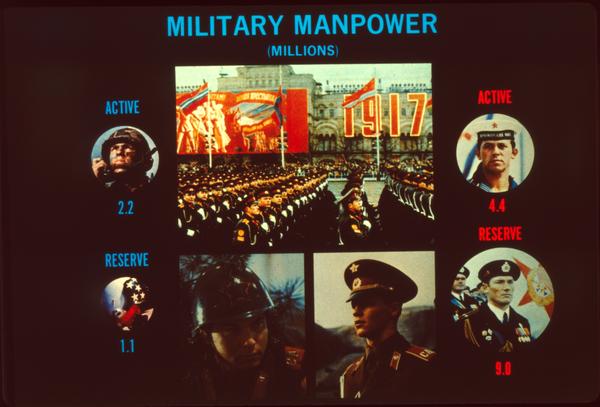 MILITARY MANPOWER
(MILLIONS)
ACTIVE
2.2
RESERVE
1.1
1917
ACTIVE
4.4
RESERVE
9.0